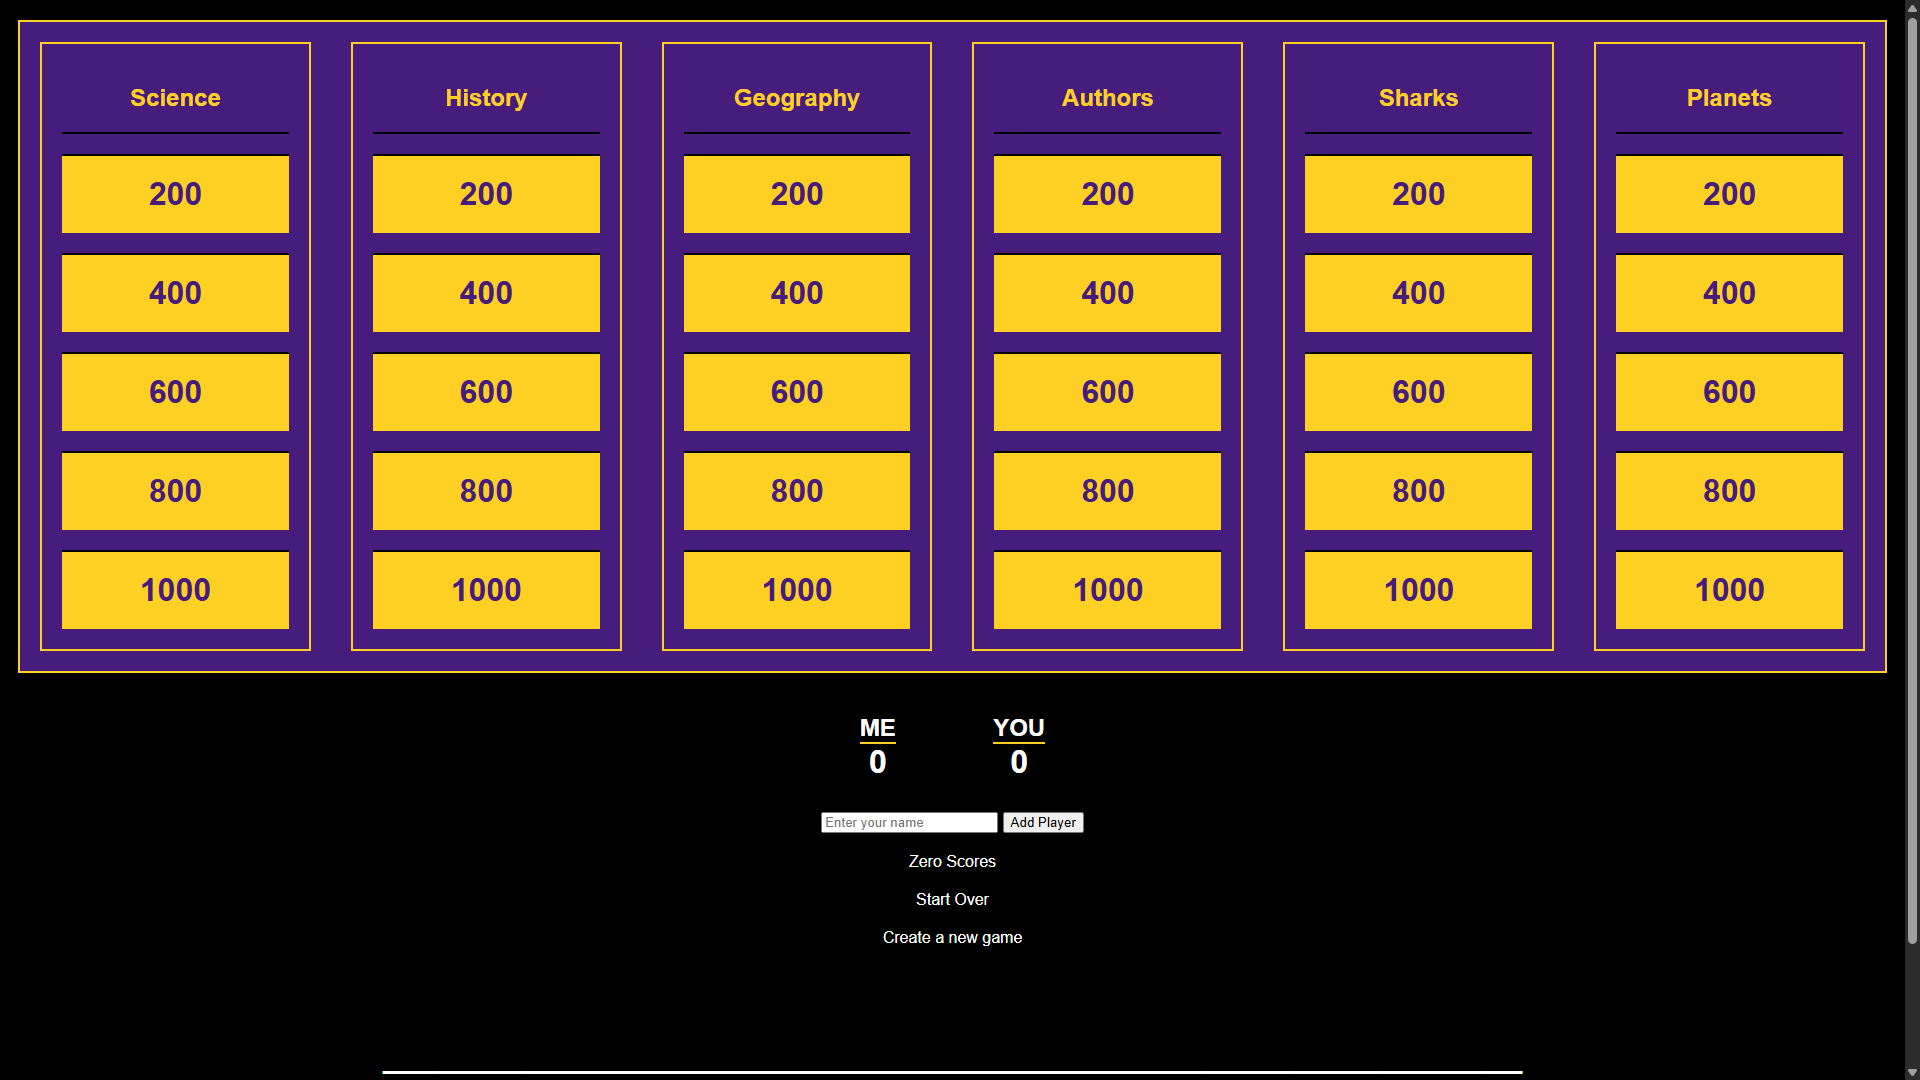 Science History Geography Authors Sharks Planets
200 200 200 200 200 200
400 400 400 400 400 400
600 600 600 600 600 600
800 800 800 800 800 800
1000 1000 1000 1000 1000 1000
ME YOU
0 0
Enter your name Add Player
Zero Scores
Start Over
Create a new game